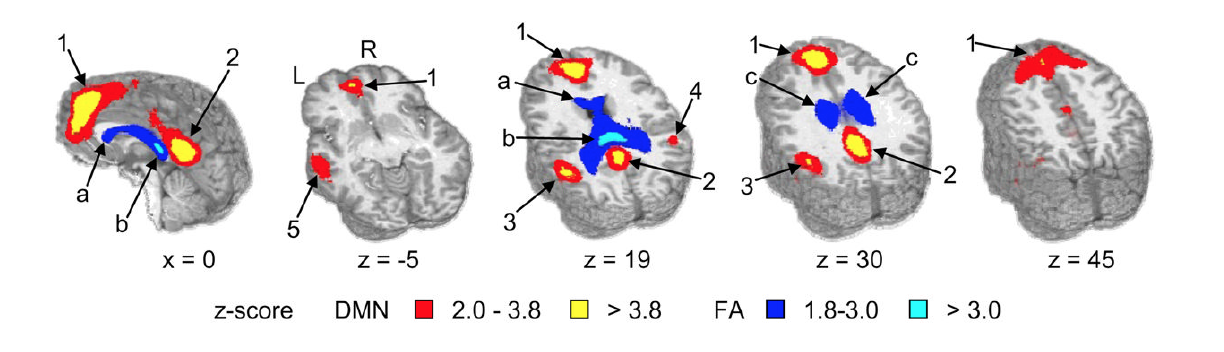 1
2
a
b
x = 0
L
R
1
5
z = -5
1
a
b
4
3
2
z = 19
1
c
c
3
2
z = 30
1
z = 45
z-score DMN 2.0 - 3.8 > 3.8 FA 1.8-3.0 > 3.0